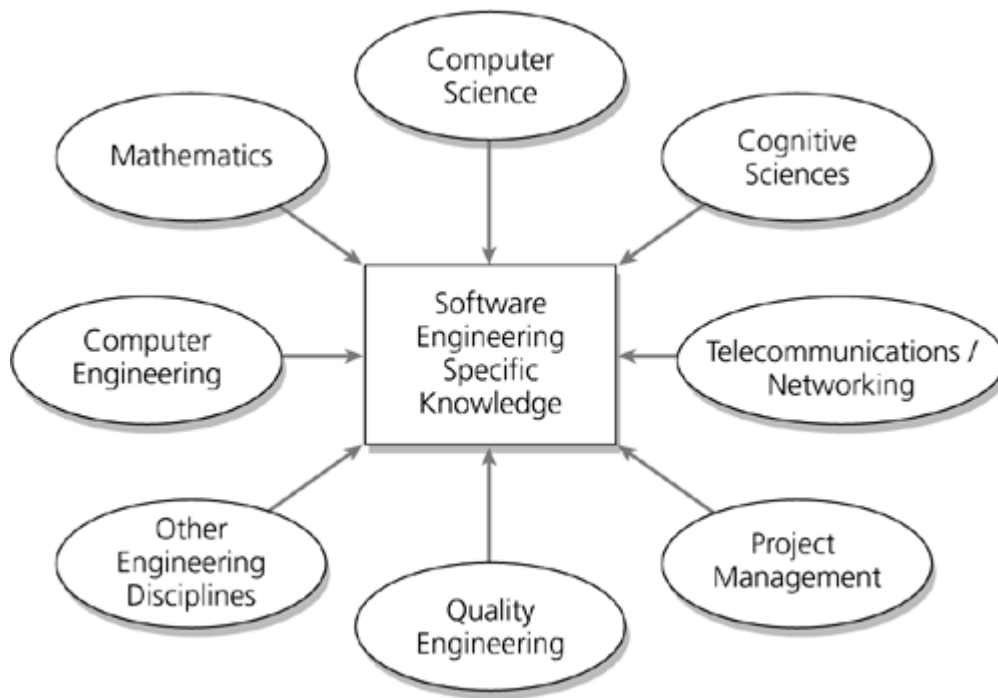 Computer
Science
Mathematics
Cognitive
Sciences
Software
Engineering
Specific
Knowledge
Computer
Engineering
Telecommunications /
Networking
Other
Engineering
Disciplines
Quality
Engineering
Project
Management